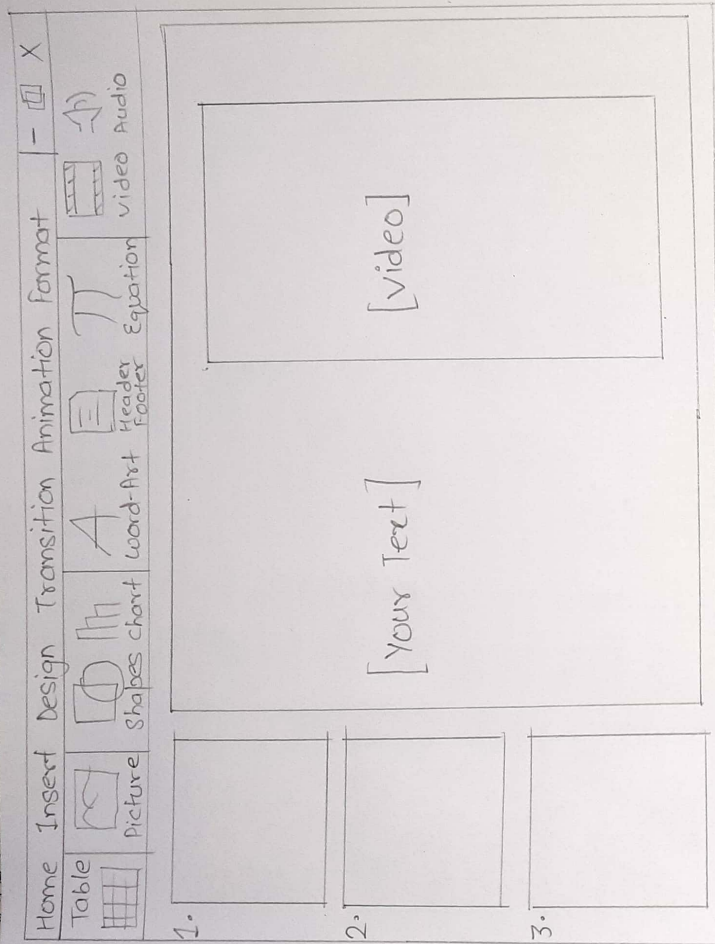 Home Insert Design Transition Animation Format - X
Table
Picture
Shapes Chart
Word-Art Header Footer Equation
Video Audio
1.
2.
3.
[Your Text]
[Video]